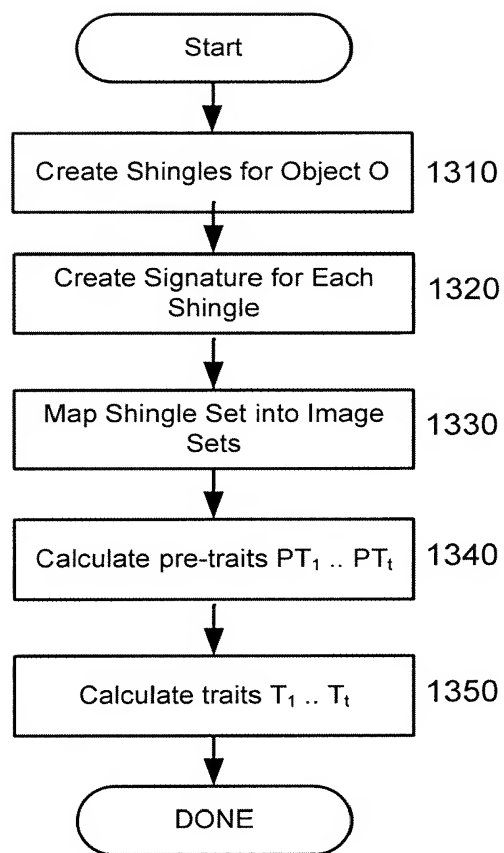 Start
Create Shingles for Object O 1310
Create Signature for Each
Shingle
1320
Map Shingle Set into Image
Sets
1330
Calculate pre-traits PT₁ .. PTₜ 1340
Calculate traits T₁ .. Tₜ 1350
DONE